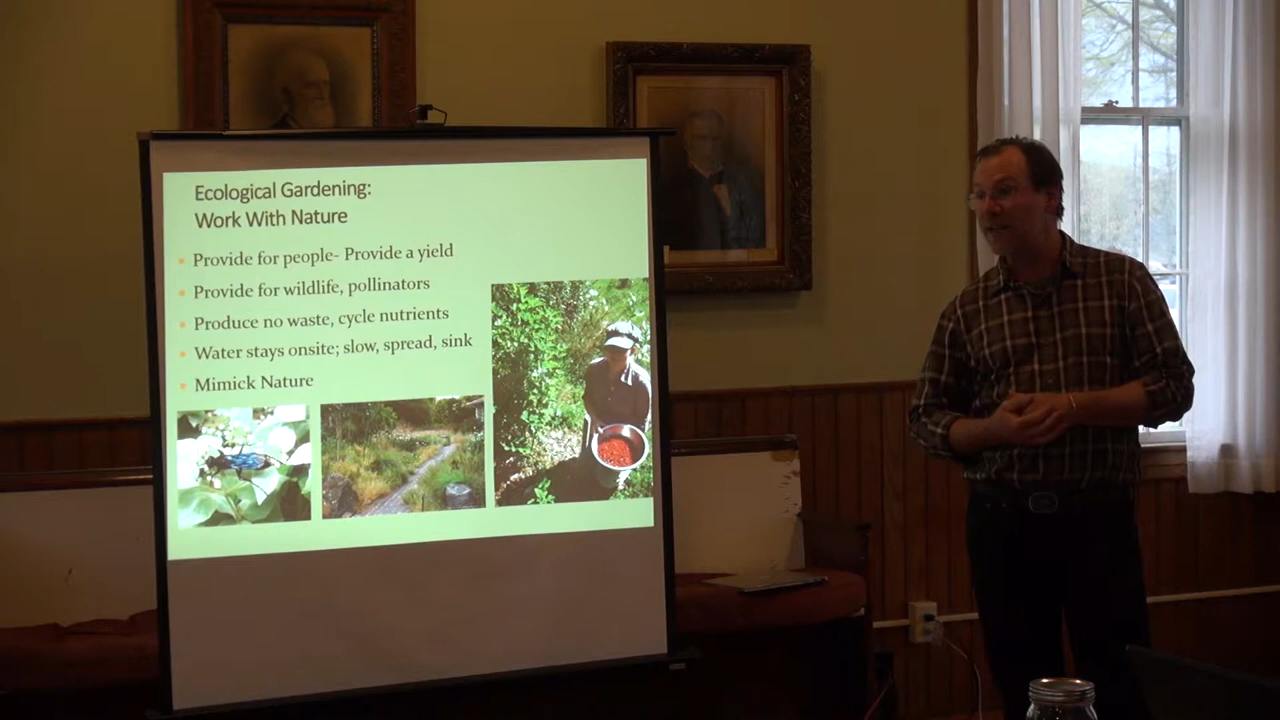 Ecological Gardening:
Work With Nature
Provide for people- Provide a yield
Provide for wildlife, pollinators
Produce no waste, cycle nutrients
Water stays onsite; slow, spread, sink
Mimick Nature